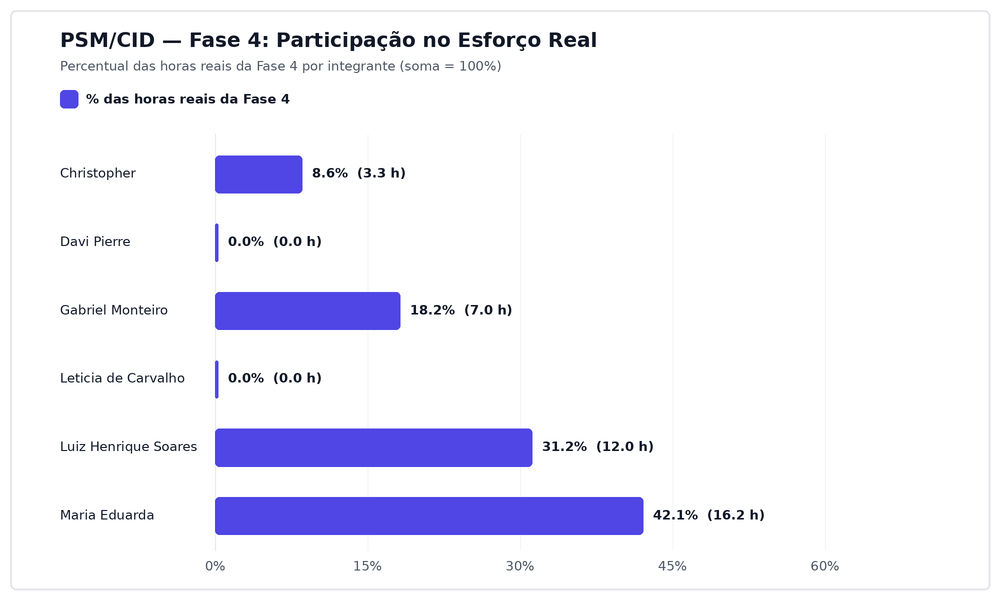 PSM/CID — Fase 4: Participação no Esforço Real
Percentual das horas reais da Fase 4 por integrante (soma = 100%)
% das horas reais da Fase 4
Christopher 8.6% (3.3 h)
Davi Pierre 0.0% (0.0 h)
Gabriel Monteiro 18.2% (7.0 h)
Leticia de Carvalho 0.0% (0.0 h)
Luiz Henrique Soares 31.2% (12.0 h)
Maria Eduarda 42.1% (16.2 h)
0% 15% 30% 45% 60%